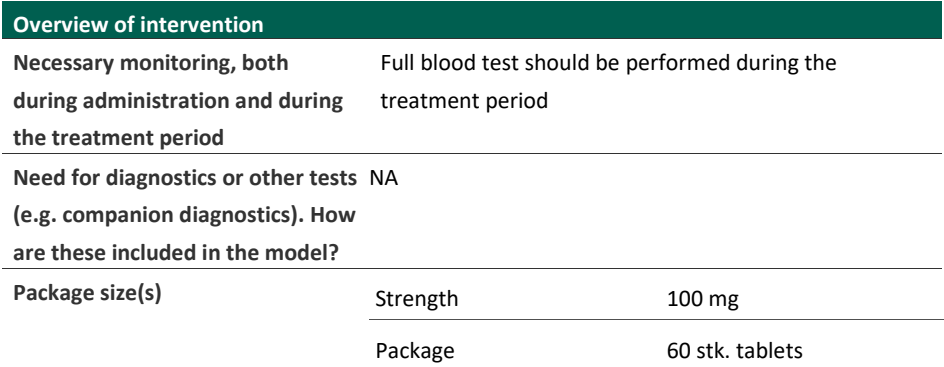 Overview of intervention
Necessary monitoring, both
during administration and during
the treatment period
Full blood test should be performed during the
treatment period
Need for diagnostics or other tests
(e.g. companion diagnostics). How
are these included in the model?
NA
Package size(s)
Strength 100 mg
Package 60 stk. tablets